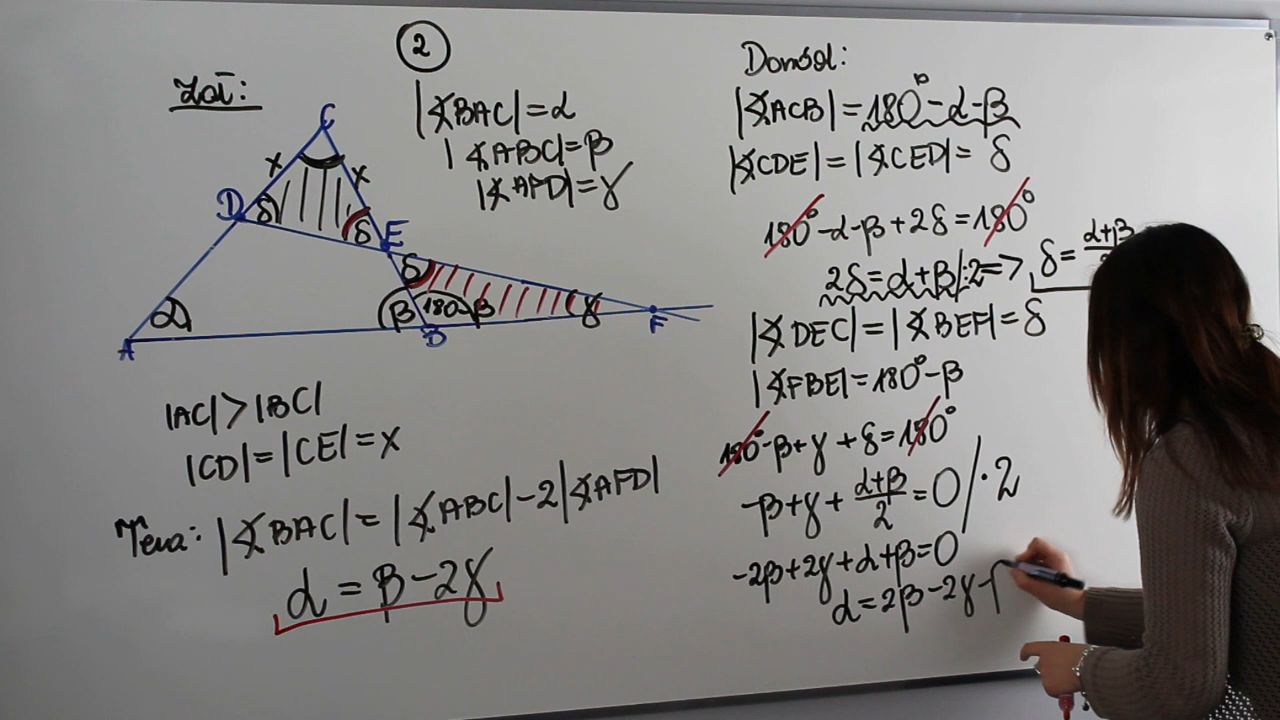 2
Zał:
|∢BAC|=α
|∢ABC|=β
|∢AFD|=γ
C
x
x
D
δ
δ
E
δ
α
β
180-β
γ
A
B
F
|AC|>|BC|
|CD|=|CE|=x
Teza: |∢BAC|=|∢ABC|-2|∢AFD|
α=β-2γ
Dowód:
|∢ACB|=180°-α-β
|∢CDE|=|∢CED|=δ
180°-α-β+2δ=180°
2δ=α+β|:2=> δ=α+β
|∢DEC|=|∢BEF|=δ
|∢FBE|=180°-β
180°-β+γ+δ=180°
-β+γ+\frac{α+β}{2}=0/·2
-2β+2γ+α+β=0
α=2β-2γ-